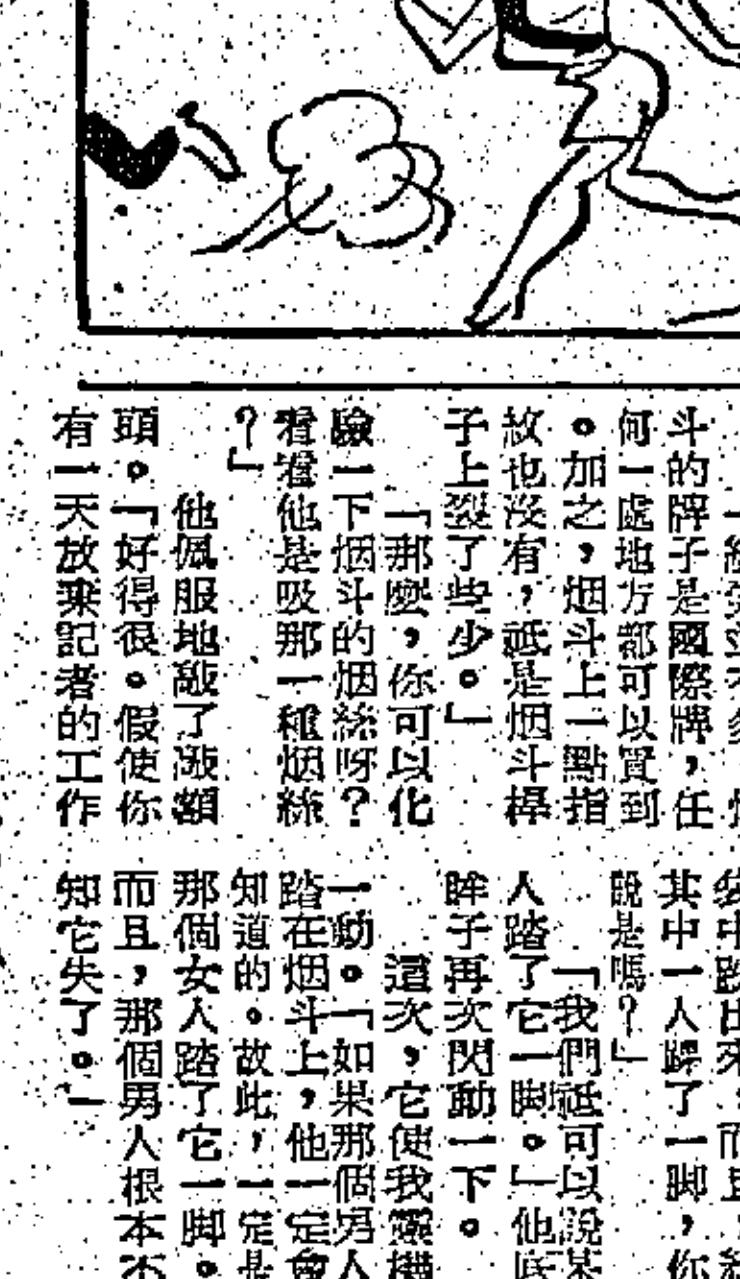 斗的牌子是國際牌，任
何一處地方都可以買到
。加之，烟斗上一點指
故也沒有，祗是烟斗桿
子上裂了些少。」
「那麼，你可以化
驗一下烟斗的烟絲呀？
看看他是吸那一種烟絲
？」
他佩服地敲了敲額
頭。「好得很。假使你
有一天放棄記者的工作
其中一人踝了一脚，你
說是嗎？」
「我們祗可以說某
人踏了它一脚。」他底
眸子再次閃動一下。
這次，它使我靈機
一動。「如果那個男人
踏在烟斗上，他一定會
知道的。故此，一定是
那個女人踏了它一脚。
而且，那個男人根本不
知它失了。」